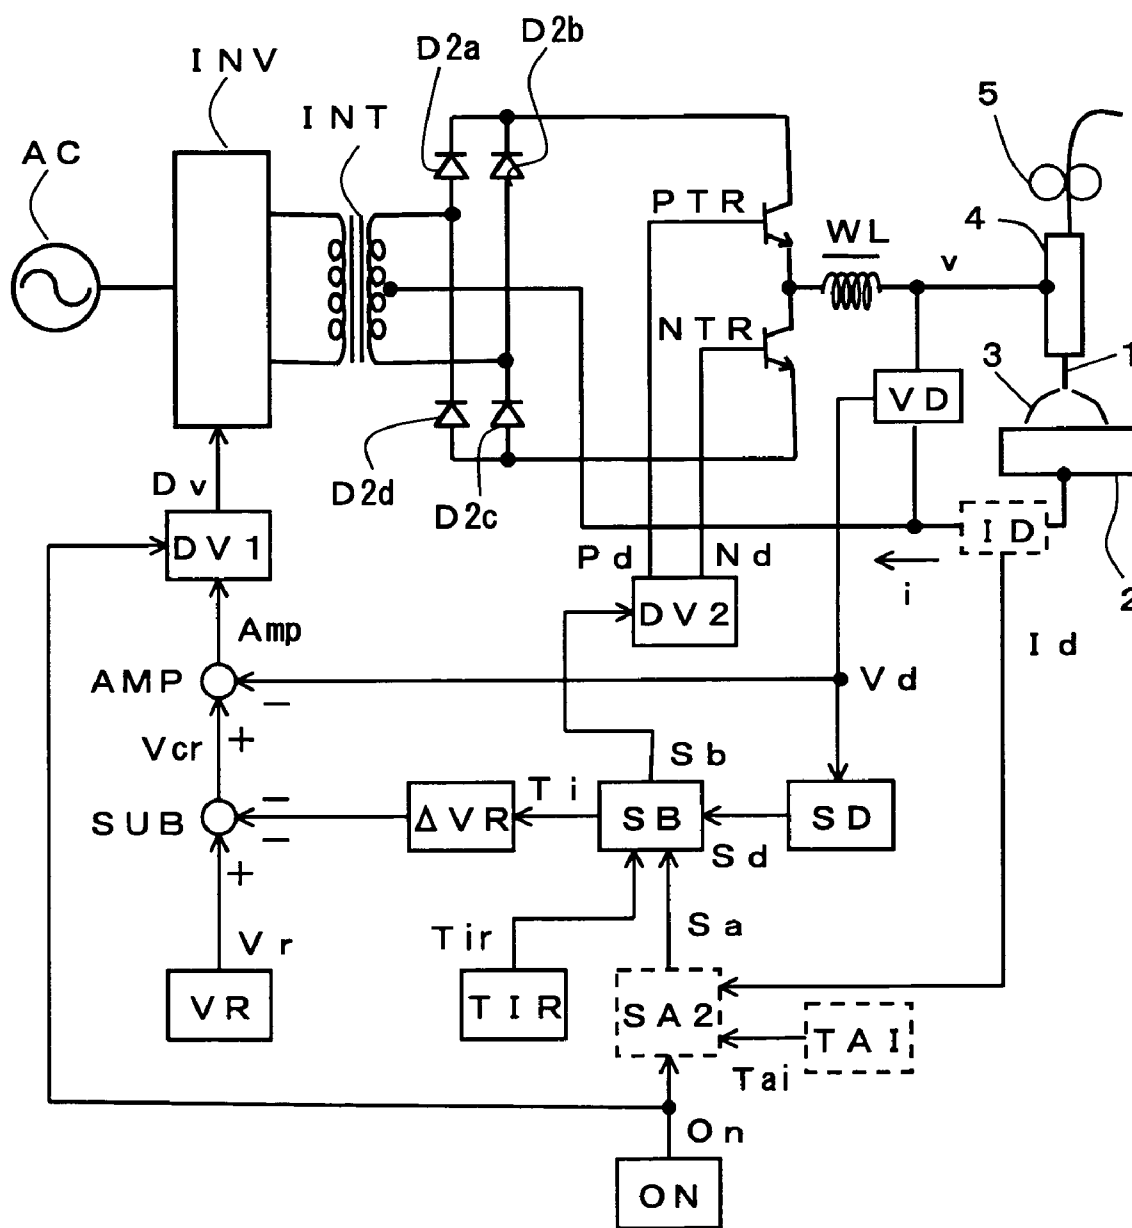 D2b
D2a
INV
5
INT
AC
4
PTR
WL
v
NTR
3
1
VD
D2d
D2c
Dv
ID
DV1
Pd
Nd
i
2
DV2
Amp
Id
AMP
−
Vd
+
Vcr
Sb
Ti
−
SUB
ΔVR
SB
SD
−
Sd
+
Sa
Vr
Tir
VR
TIR
SA2
TAI
Tai
On
ON